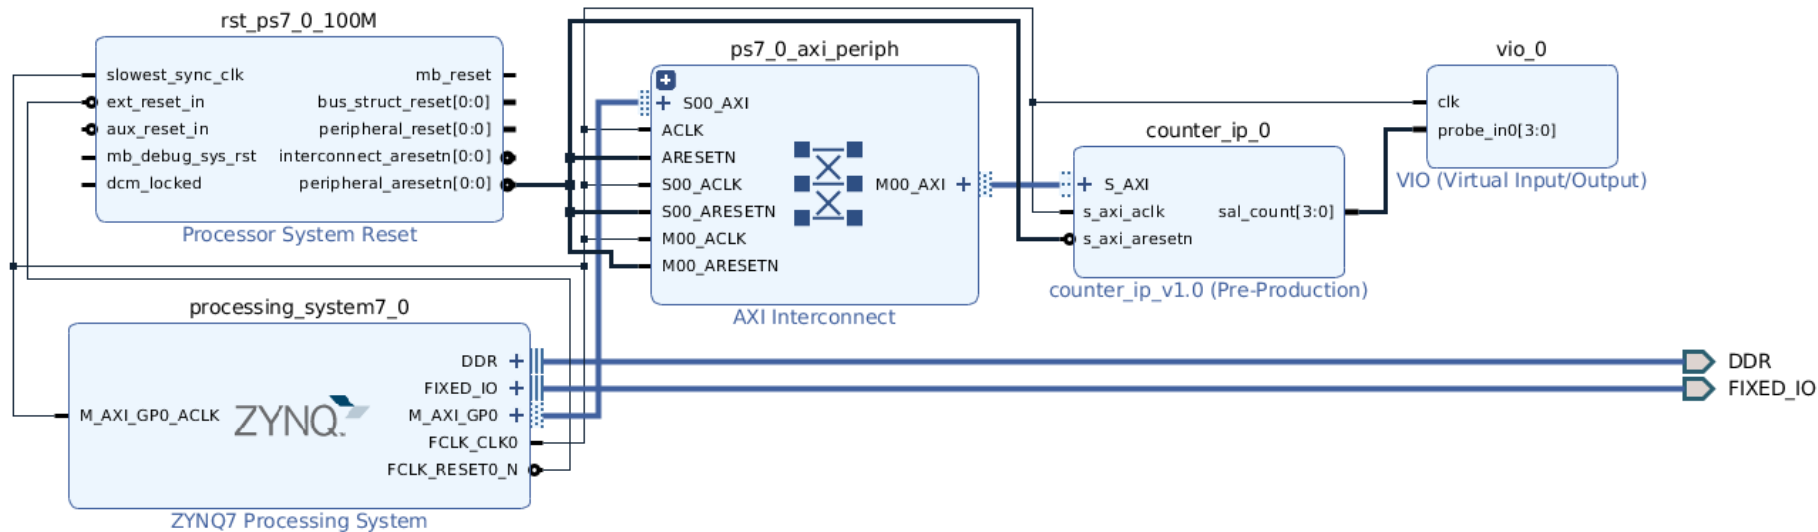 rst_ps7_0_100M
slowest_sync_clk
ext_reset_in
aux_reset_in
mb_debug_sys_rst
dcm_locked
mb_reset
bus_struct_reset[0:0]
peripheral_reset[0:0]
interconnect_aresetn[0:0]
peripheral_aresetn[0:0]
Processor System Reset
processing_system7_0
M_AXI_GP0_ACLK
ZYNQ
DDR
FIXED_IO
M_AXI_GP0
FCLK_CLK0
FCLK_RESET0_N
ZYNQ7 Processing System
ps7_0_axi_periph
S00_AXI
ACLK
ARESETN
S00_ACLK
S00_ARESETN
M00_ACLK
M00_ARESETN
M00_AXI
AXI Interconnect
counter_ip_0
S_AXI
s_axi_aclk
s_axi_aresetn
sal_count[3:0]
counter_ip_v1.0 (Pre-Production)
vio_0
clk
probe_in0[3:0]
VIO (Virtual Input/Output)
DDR
FIXED_IO